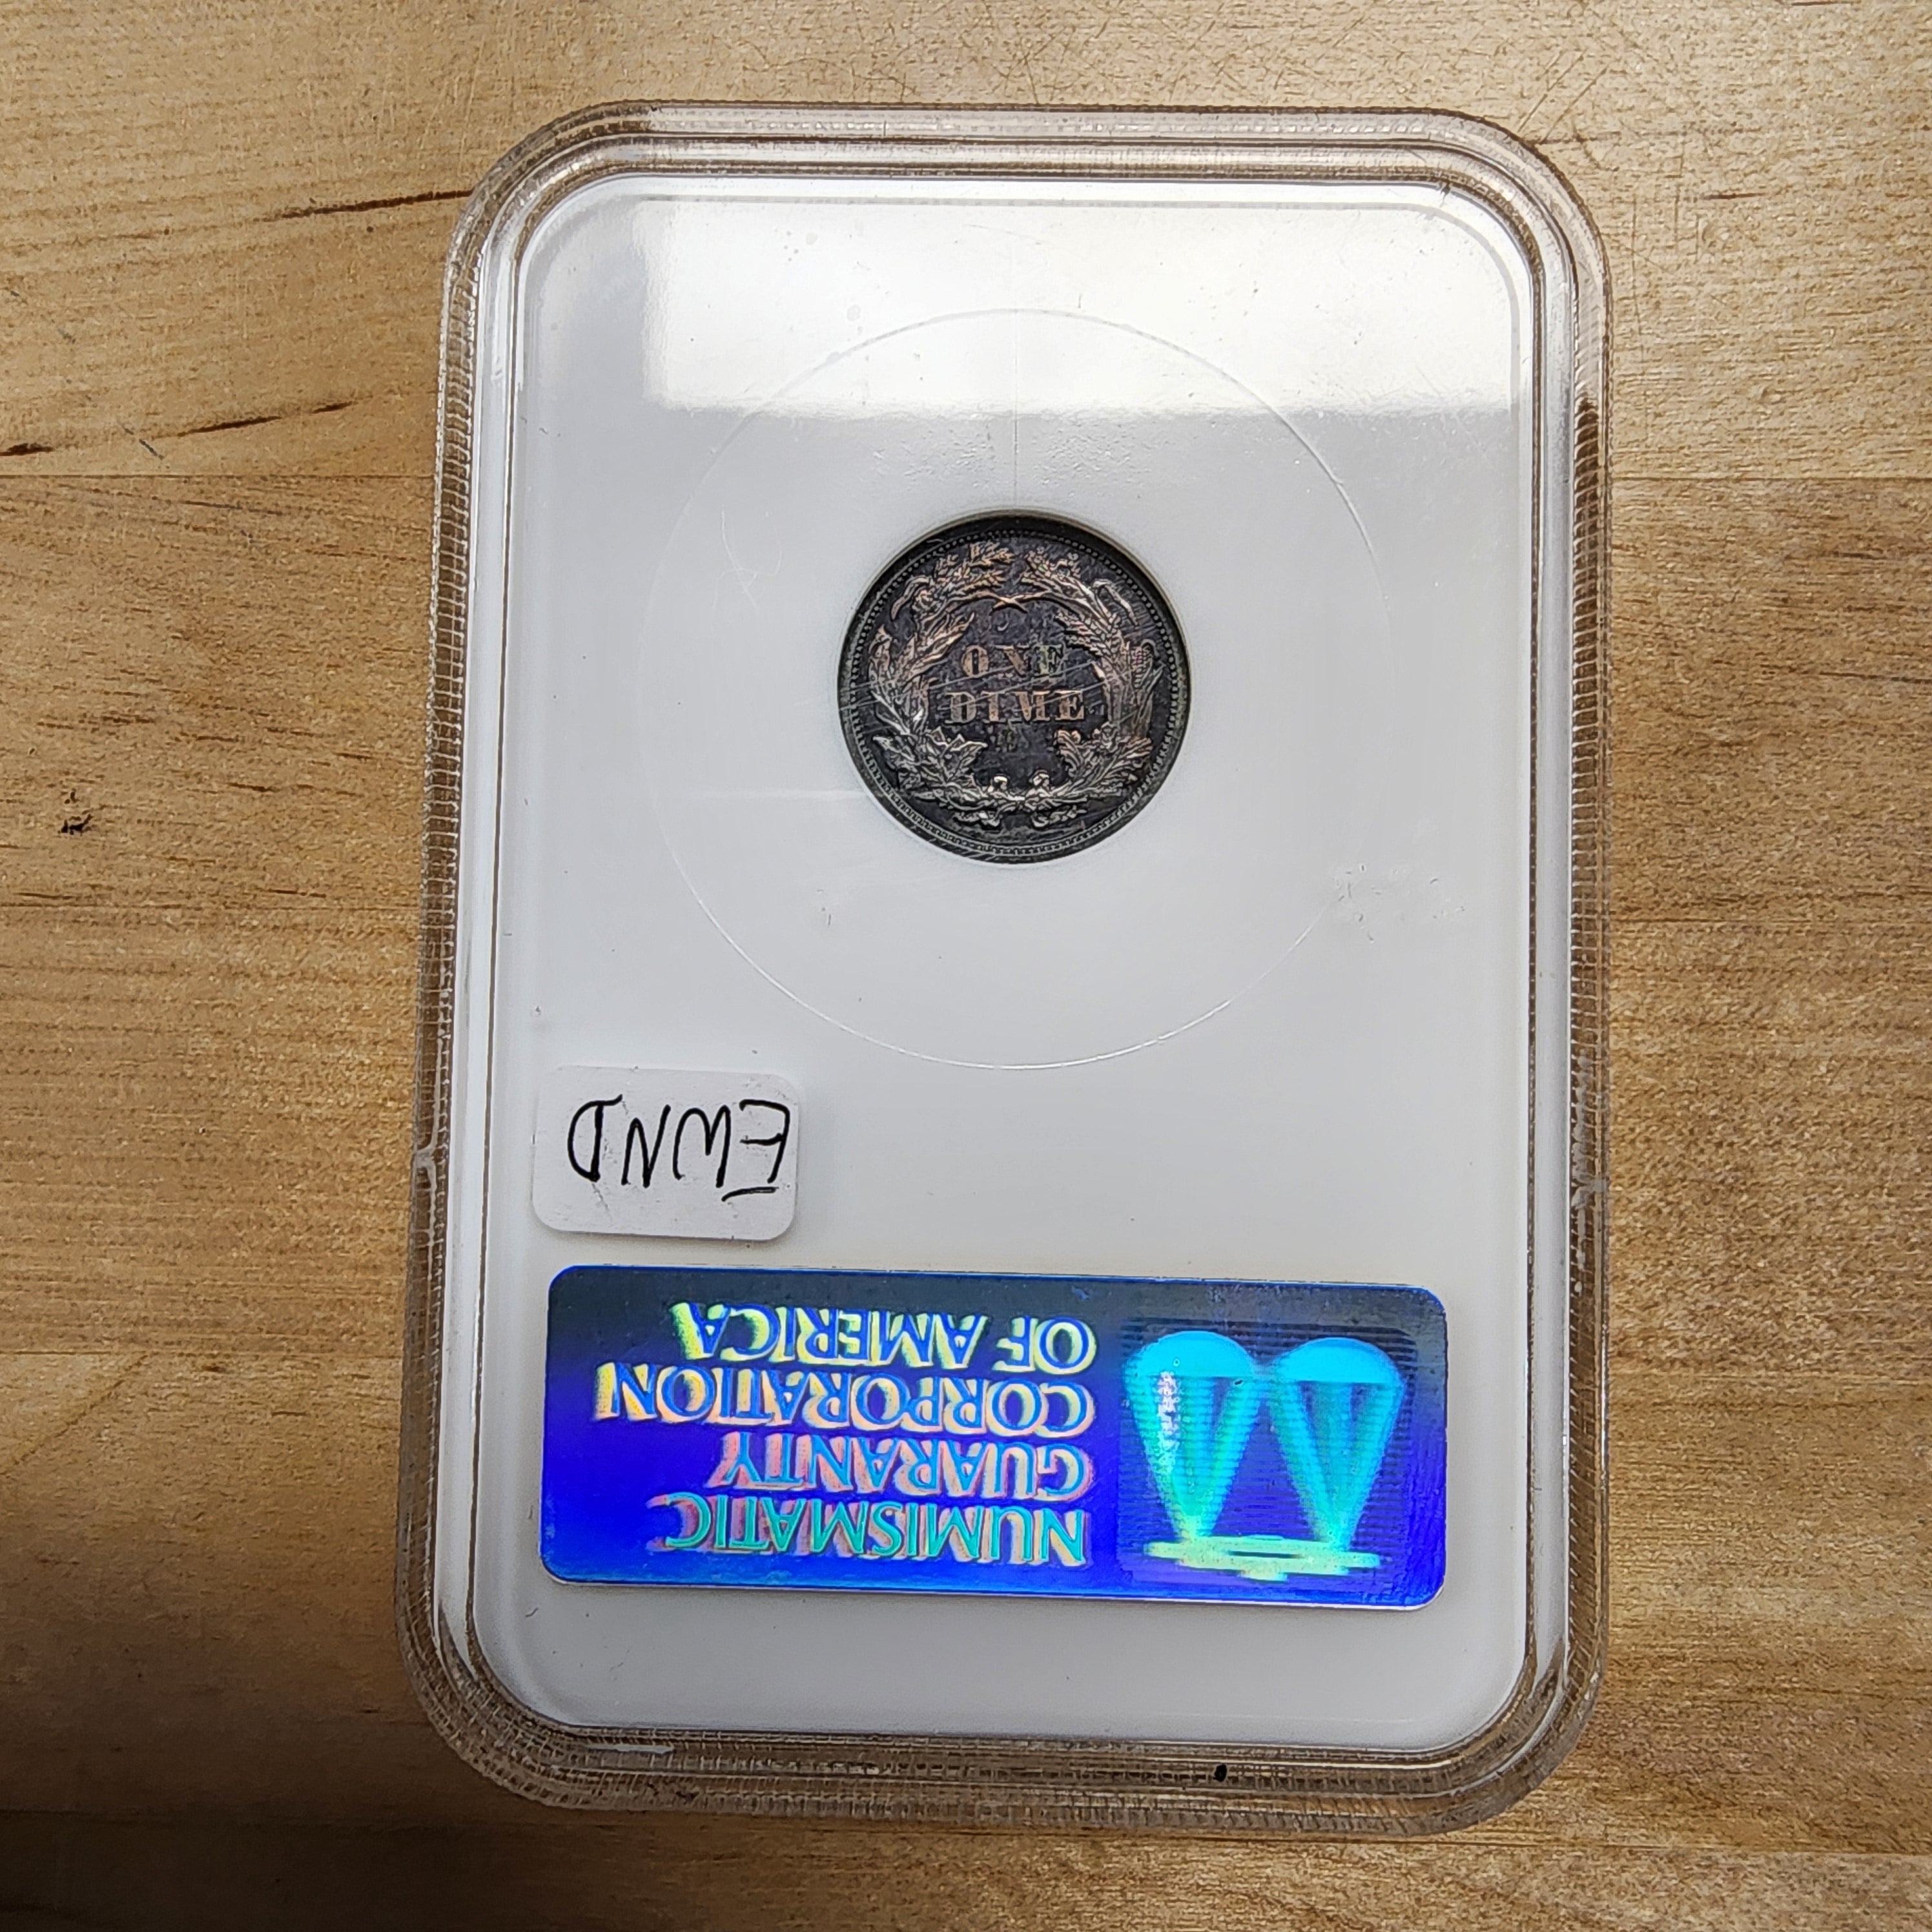 ONE
DIME
EWND
NUMISMATIC
GUARANTY
CORPORATION
OF AMERICA